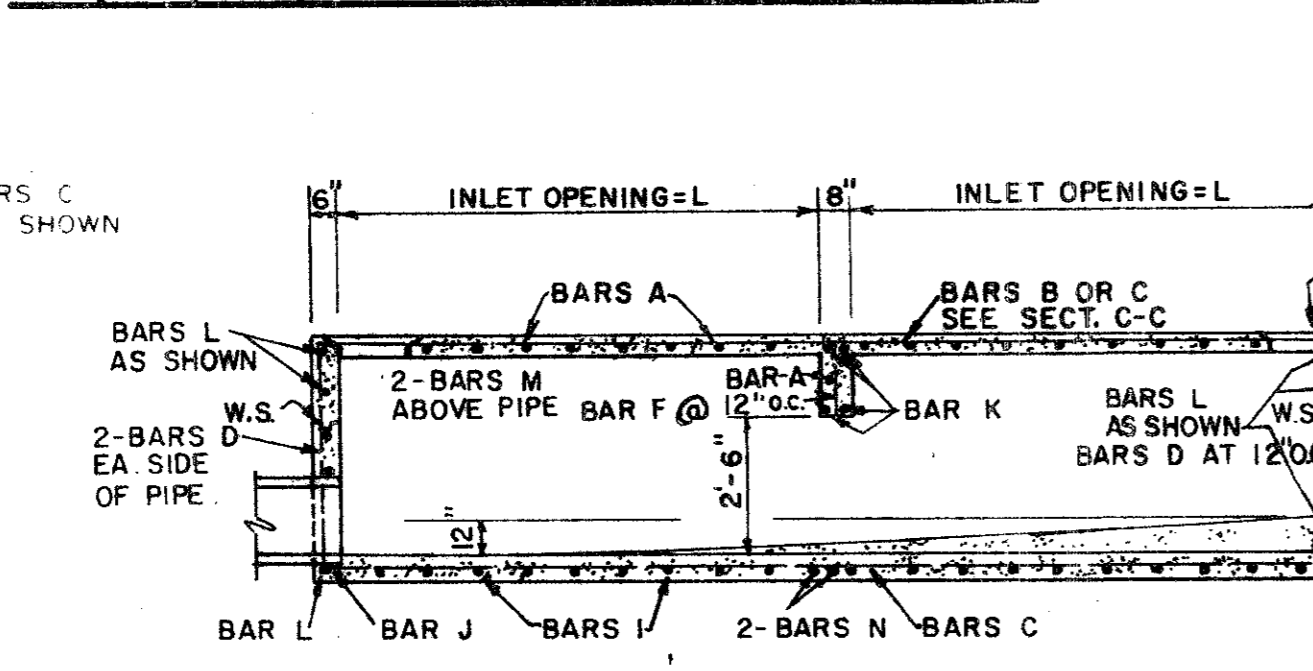 RS C
SHOWN
6" INLET OPENING=L 8" INLET OPENING=L
BARS A
BARS B OR C
SEE SECT. C-C
BARS L
AS SHOWN
W.S.
2-BARS D
EA. SIDE
OF PIPE.
2-BARS M
ABOVE PIPE
BAR F @ 12" O.C.
BAR A
BAR K
BARS L
AS SHOWN
W.S
BARS D AT 12"O.
2'-6"
12"
BAR L
BAR J
BARS I
2-BARS N
BARS C